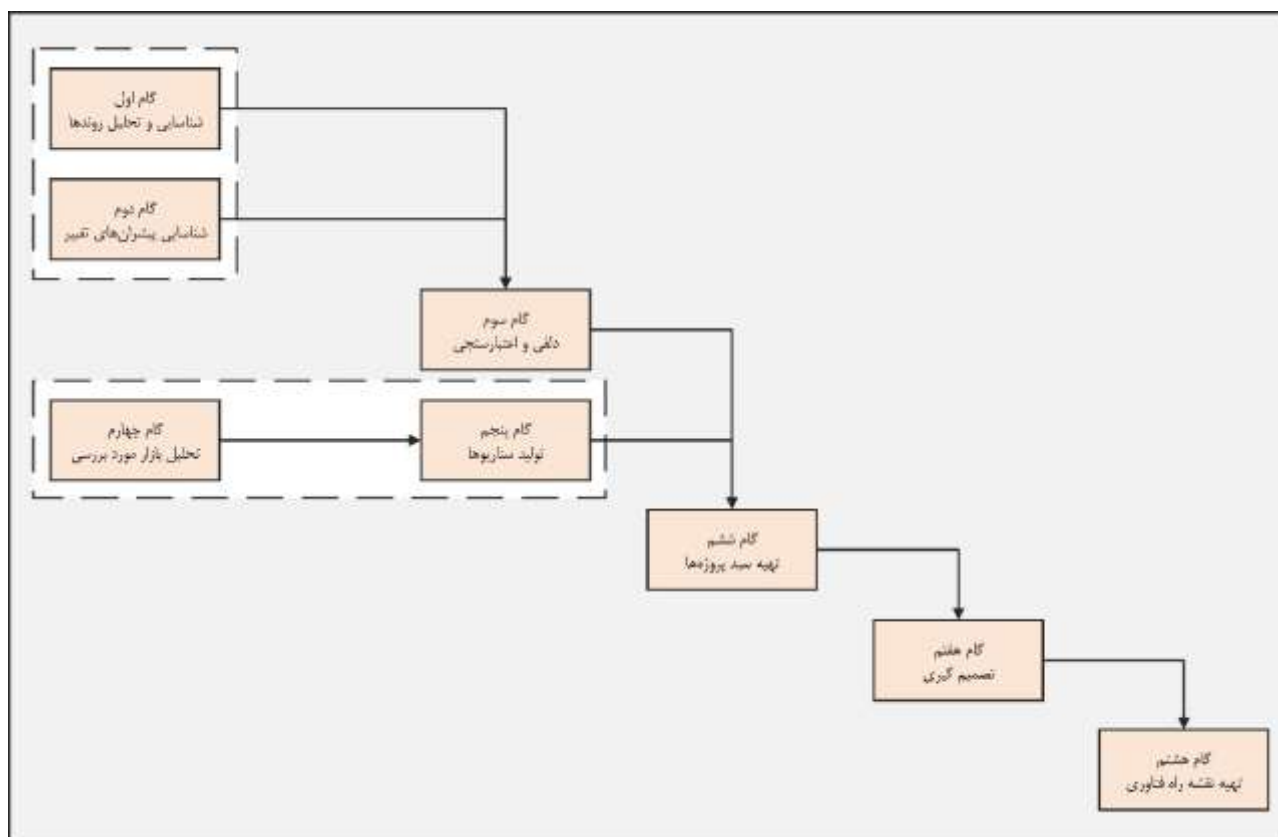 گام اول
شناسایی و تحلیل روندها
گام دوم
شناسایی پیشران‌های تغییر
گام سوم
دلفی و اعتبارسنجی
گام چهارم
تحلیل بازار مورد بررسی
گام پنجم
تولید سناریوها
گام ششم
تهیه سبد پروژه‌ها
گام هفتم
تصمیم گیری
گام هشتم
تهیه نقشه راه فناوری